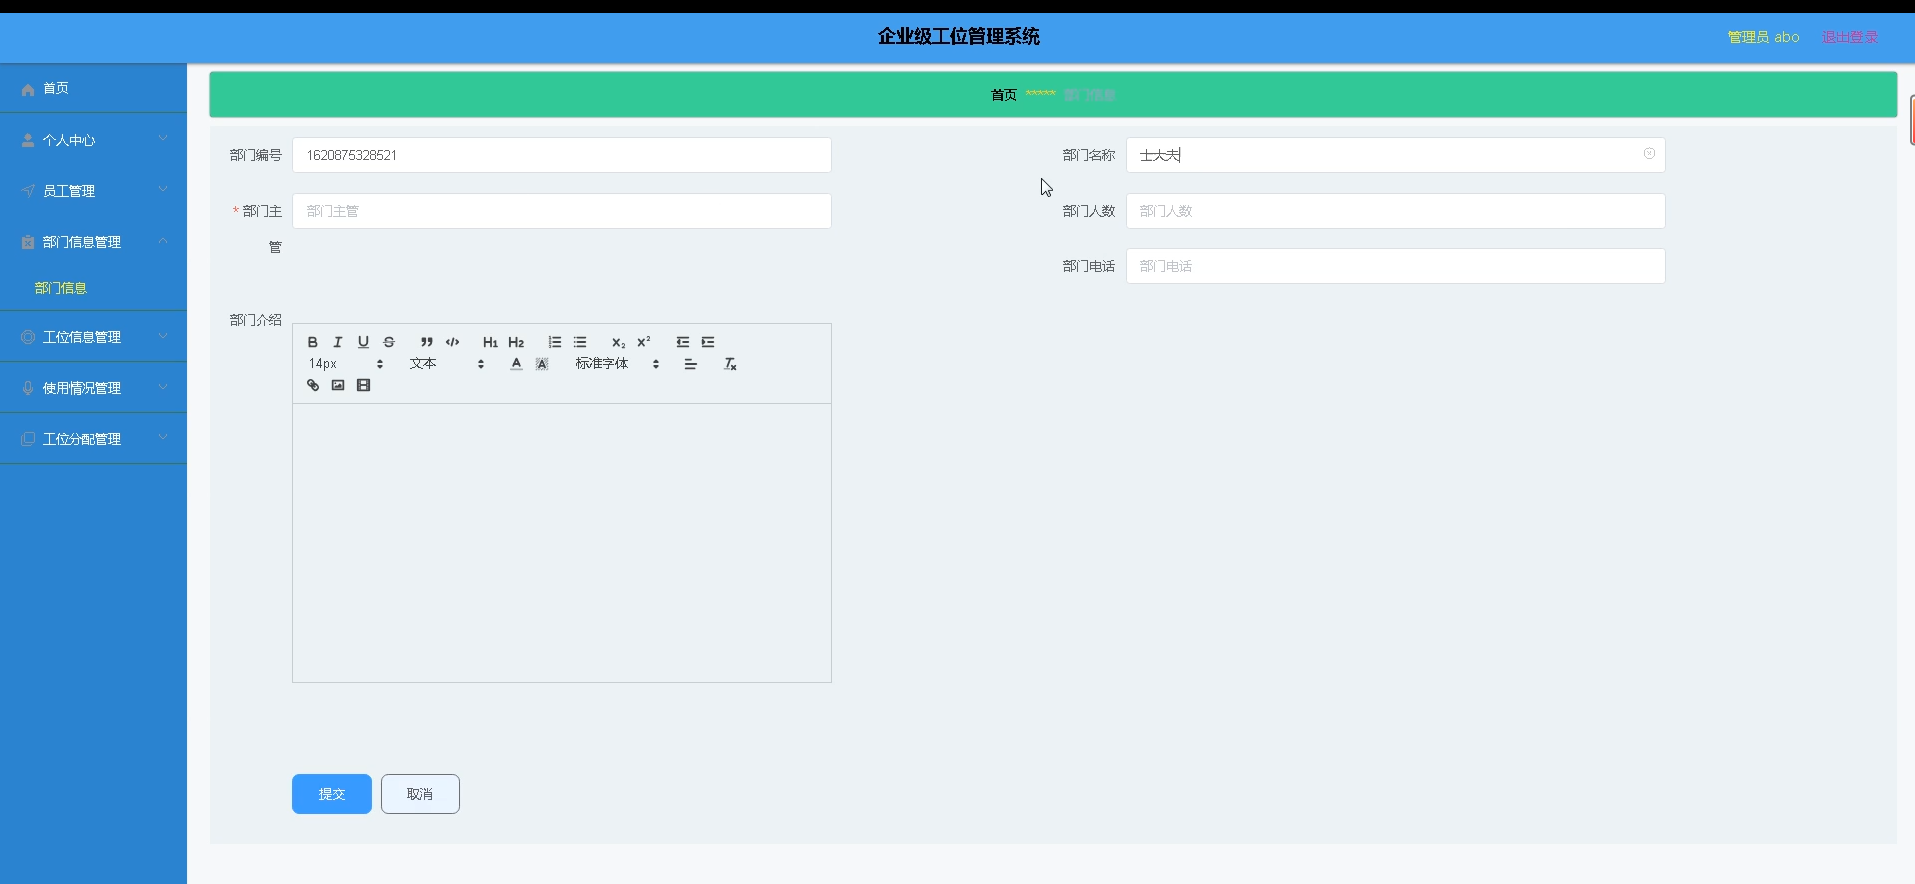 企业级工位管理系统
管理员 abo
退出登录
首页
个人中心
员工管理
部门信息管理
部门信息
工位信息管理
使用情况管理
工位分配管理
首页 ***** 部门信息
部门编号 1620875328521
部门名称 士大夫
* 部门主管 部门主管
部门人数 部门人数
部门电话 部门电话
部门介绍
B I U S ” </> H1 H2 X2 X2
14px 文本 A A 标准字体 Tx
提交 取消